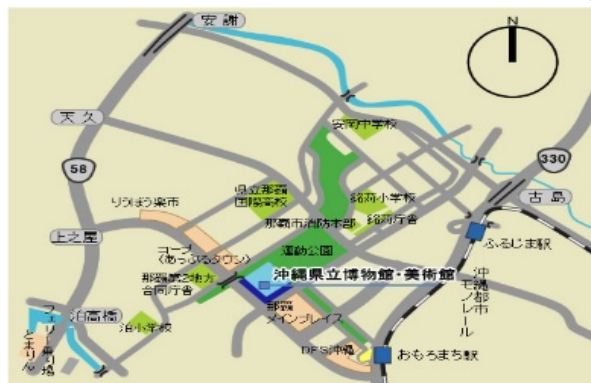 安謝
N
天久
安岡中学校
58
330
古島
県立那覇
国際高校
銘苅小学校
りうぼう楽市
那覇市消防本部
銘苅庁舎
上之屋
ふるじま駅
運動公園
コープ
(あっぷるタウン)
沖縄県立博物館・美術館
那覇第2地方
合同庁舎
沖縄都市
モノレール
泊高橋
フェリー乗り場
とまりん
泊小学校
那覇
メインプレイス
DFS沖縄
おもろまち駅